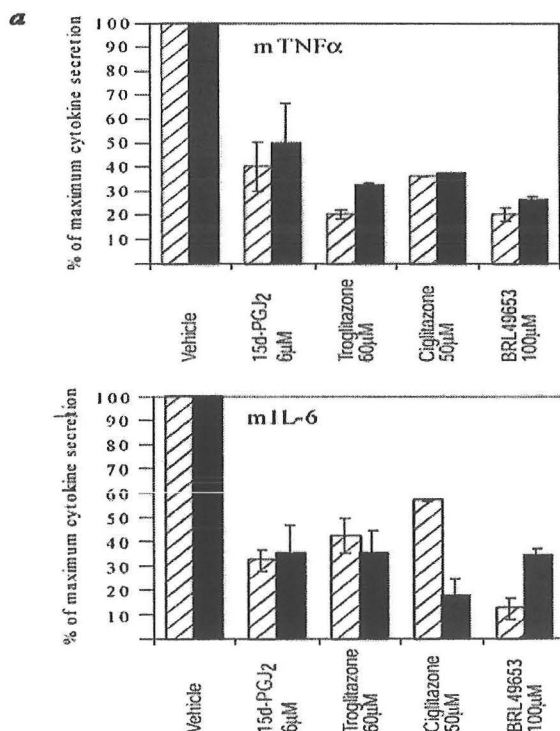 a
mTNFα
% of maximum cytokine secretion
100
90
80
70
60
50
40
30
20
10
Vehicle
15d-PGJ2
6µM
Troglitazone
60µM
Ciglitazone
50µM
BRL49653
100µM
mIL-6
% of maximum cytokine secretion
100
90
80
70
60
50
40
30
20
10
Vehicle
15d-PGJ2
6µM
Troglitazone
60µM
Ciglitazone
50µM
BRL49653
100µM